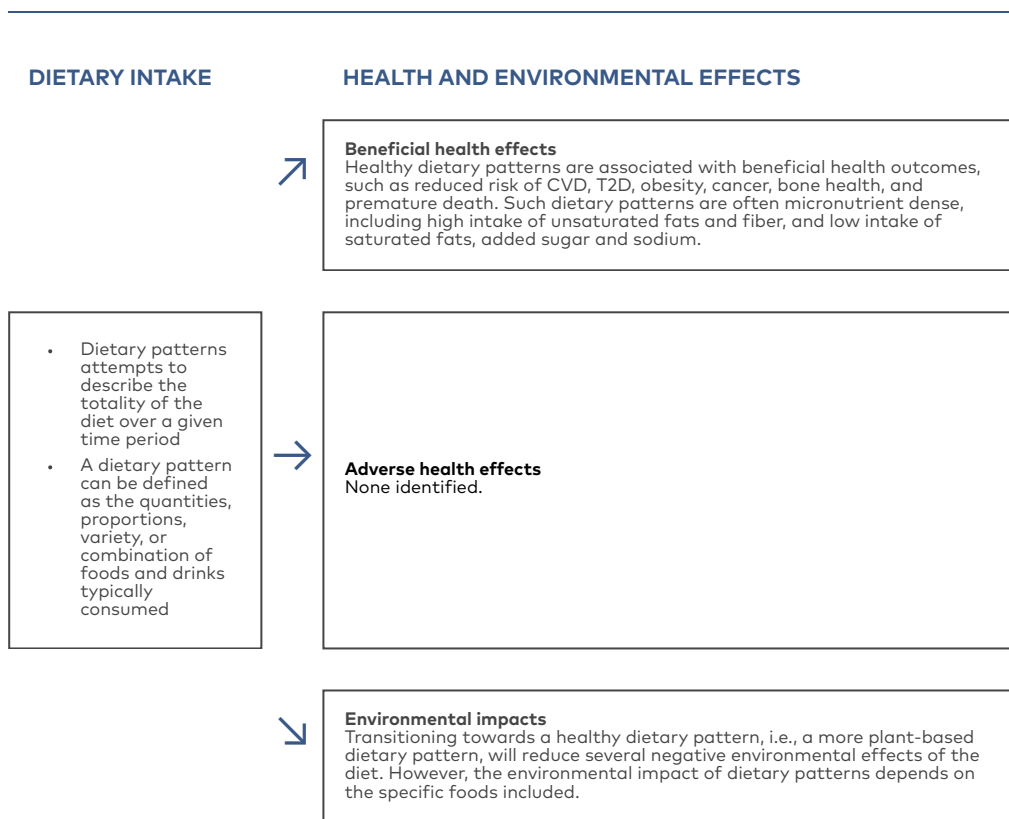 DIETARY INTAKE
HEALTH AND ENVIRONMENTAL EFFECTS
Beneficial health effects
Healthy dietary patterns are associated with beneficial health outcomes,
such as reduced risk of CVD, T2D, obesity, cancer, bone health, and
premature death. Such dietary patterns are often micronutrient dense,
including high intake of unsaturated fats and fiber, and low intake of
saturated fats, added sugar and sodium.
• Dietary patterns
attempts to
describe the
totality of the
diet over a given
time period
• A dietary pattern
can be defined
as the quantities,
proportions,
variety, or
combination of
foods and drinks
typically
consumed
Adverse health effects
None identified.
Environmental impacts
Transitioning towards a healthy dietary pattern, i.e., a more plant-based
dietary pattern, will reduce several negative environmental effects of the
diet. However, the environmental impact of dietary patterns depends on
the specific foods included.